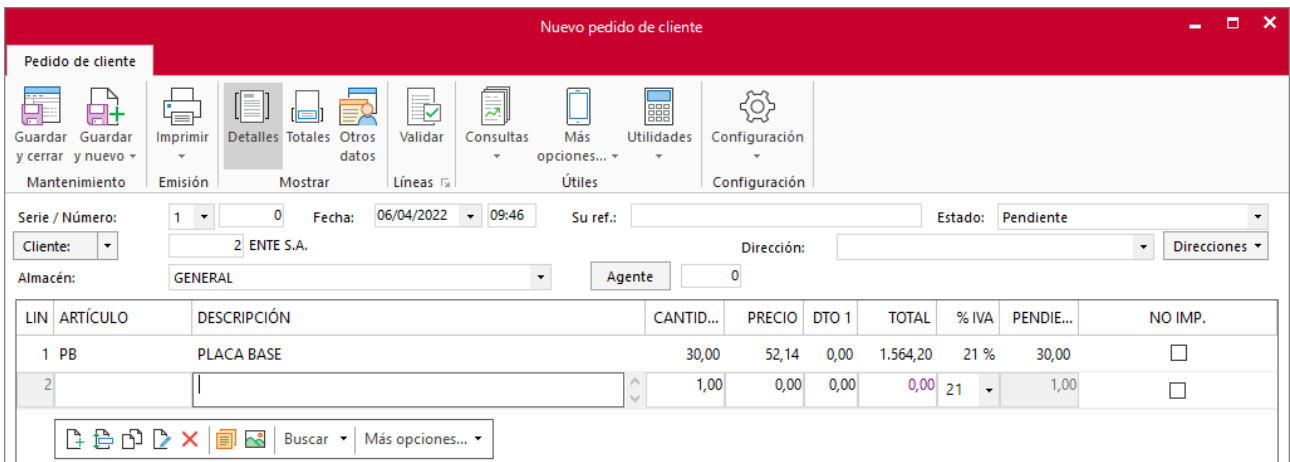 Nuevo pedido de cliente
Pedido de cliente
Guardar y cerrar
Guardar y nuevo
Imprimir
Detalles
Totales
Otros datos
Validar
Consultas
Más opciones...
Utilidades
Configuración
Mantenimiento
Emisión
Mostrar
Líneas
Útiles
Configuración
Serie / Número: 1 0 Fecha: 06/04/2022 09:46 Su ref.: Estado: Pendiente
Cliente: 2 ENTE S.A. Dirección: Direcciones
Almacén: GENERAL Agente 0
LIN ARTÍCULO DESCRIPCIÓN CANTID... PRECIO DTO 1 TOTAL % IVA PENDIE... NO IMP.
1 PB PLACA BASE 30,00 52,14 0,00 1.564,20 21 % 30,00
2 1,00 0,00 0,00 0,00 21 1,00
Buscar Más opciones...